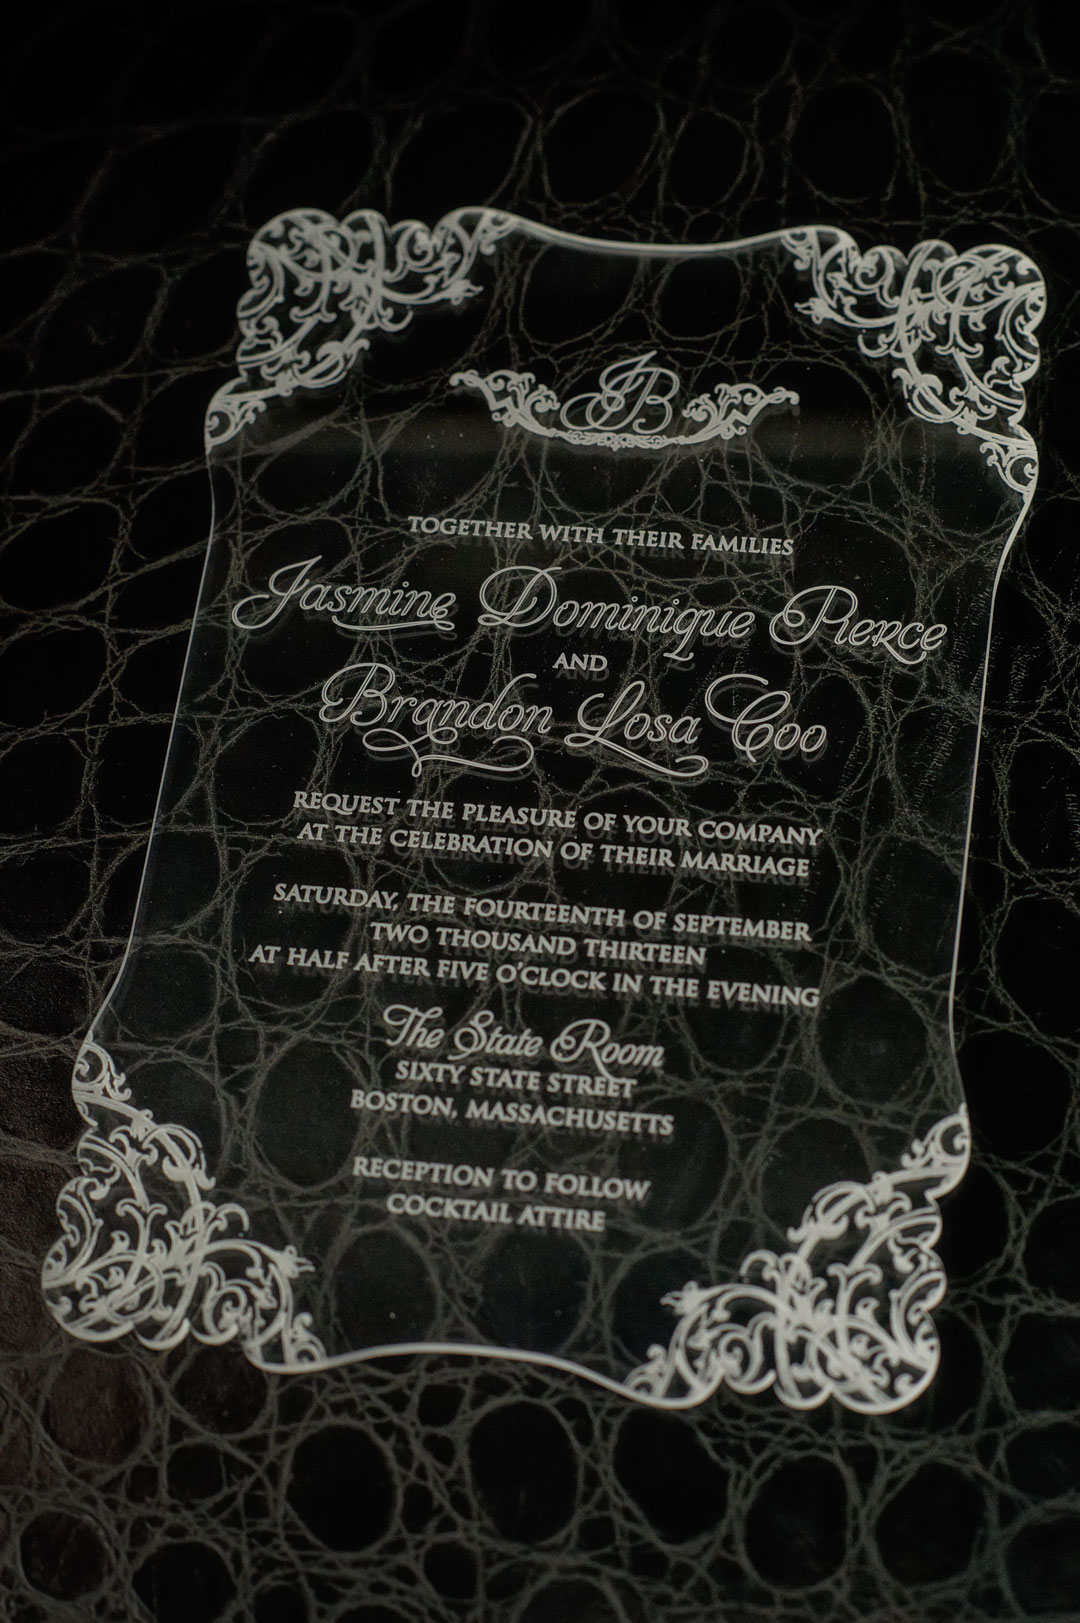 JB
TOGETHER WITH THEIR FAMILIES
Jasmine Dominique Pierce
AND
Brandon Losa Coo
REQUEST THE PLEASURE OF YOUR COMPANY
AT THE CELEBRATION OF THEIR MARRIAGE
SATURDAY, THE FOURTEENTH OF SEPTEMBER
TWO THOUSAND THIRTEEN
AT HALF AFTER FIVE O'CLOCK IN THE EVENING
The State Room
SIXTY STATE STREET
BOSTON, MASSACHUSETTS
RECEPTION TO FOLLOW
COCKTAIL ATTIRE